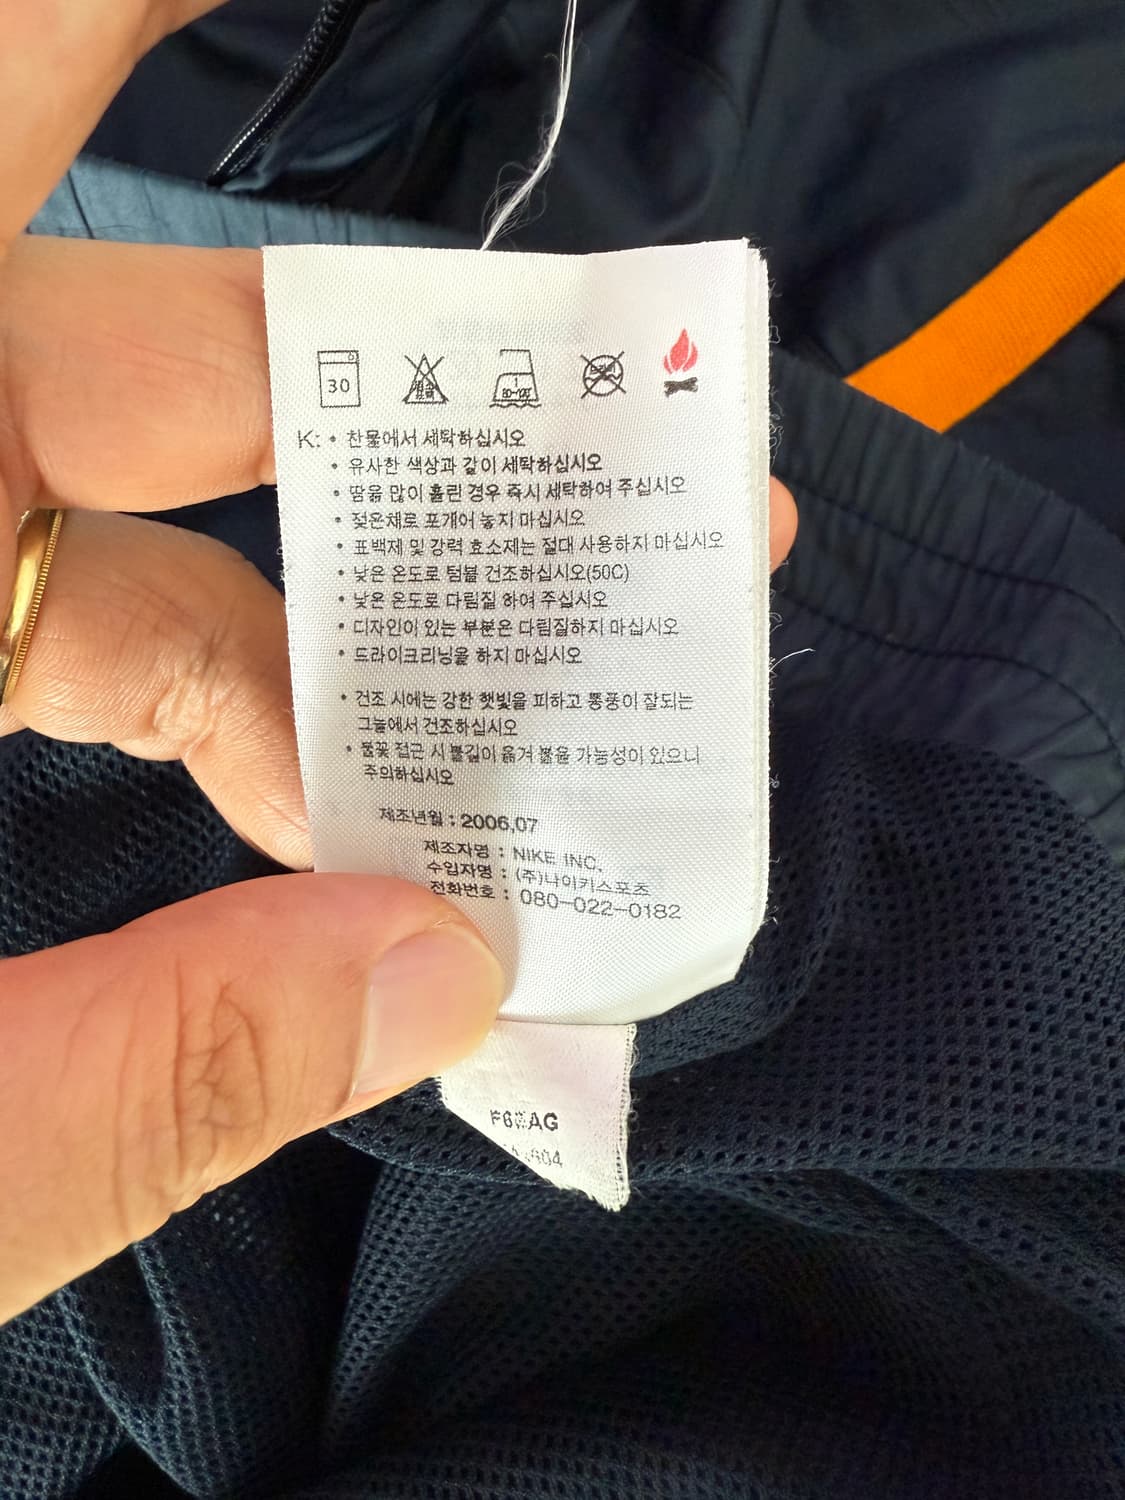 30
80~120
K: • 찬물에서 세탁하십시오
• 유사한 색상과 같이 세탁하십시오
• 땀을 많이 흘린 경우 즉시 세탁하여 주십시오
• 젖은채로 포개어 놓지 마십시오
• 표백제 및 강력 효소제는 절대 사용하지 마십시오
• 낮은 온도로 텀블 건조하십시오(50C)
• 낮은 온도로 다림질 하여 주십시오
• 디자인이 있는 부분은 다림질하지 마십시오
• 드라이크리닝을 하지 마십시오
• 건조 시에는 강한 햇빛을 피하고 통풍이 잘되는
그늘에서 건조하십시오
• 불꽃 접근 시 불길이 옮겨 붙을 가능성이 있으니
주의하십시오
제조년월 : 2006.07
제조자명 : NIKE INC.
수입자명 : (주)나이키스포츠
전화번호 : 080-022-0182